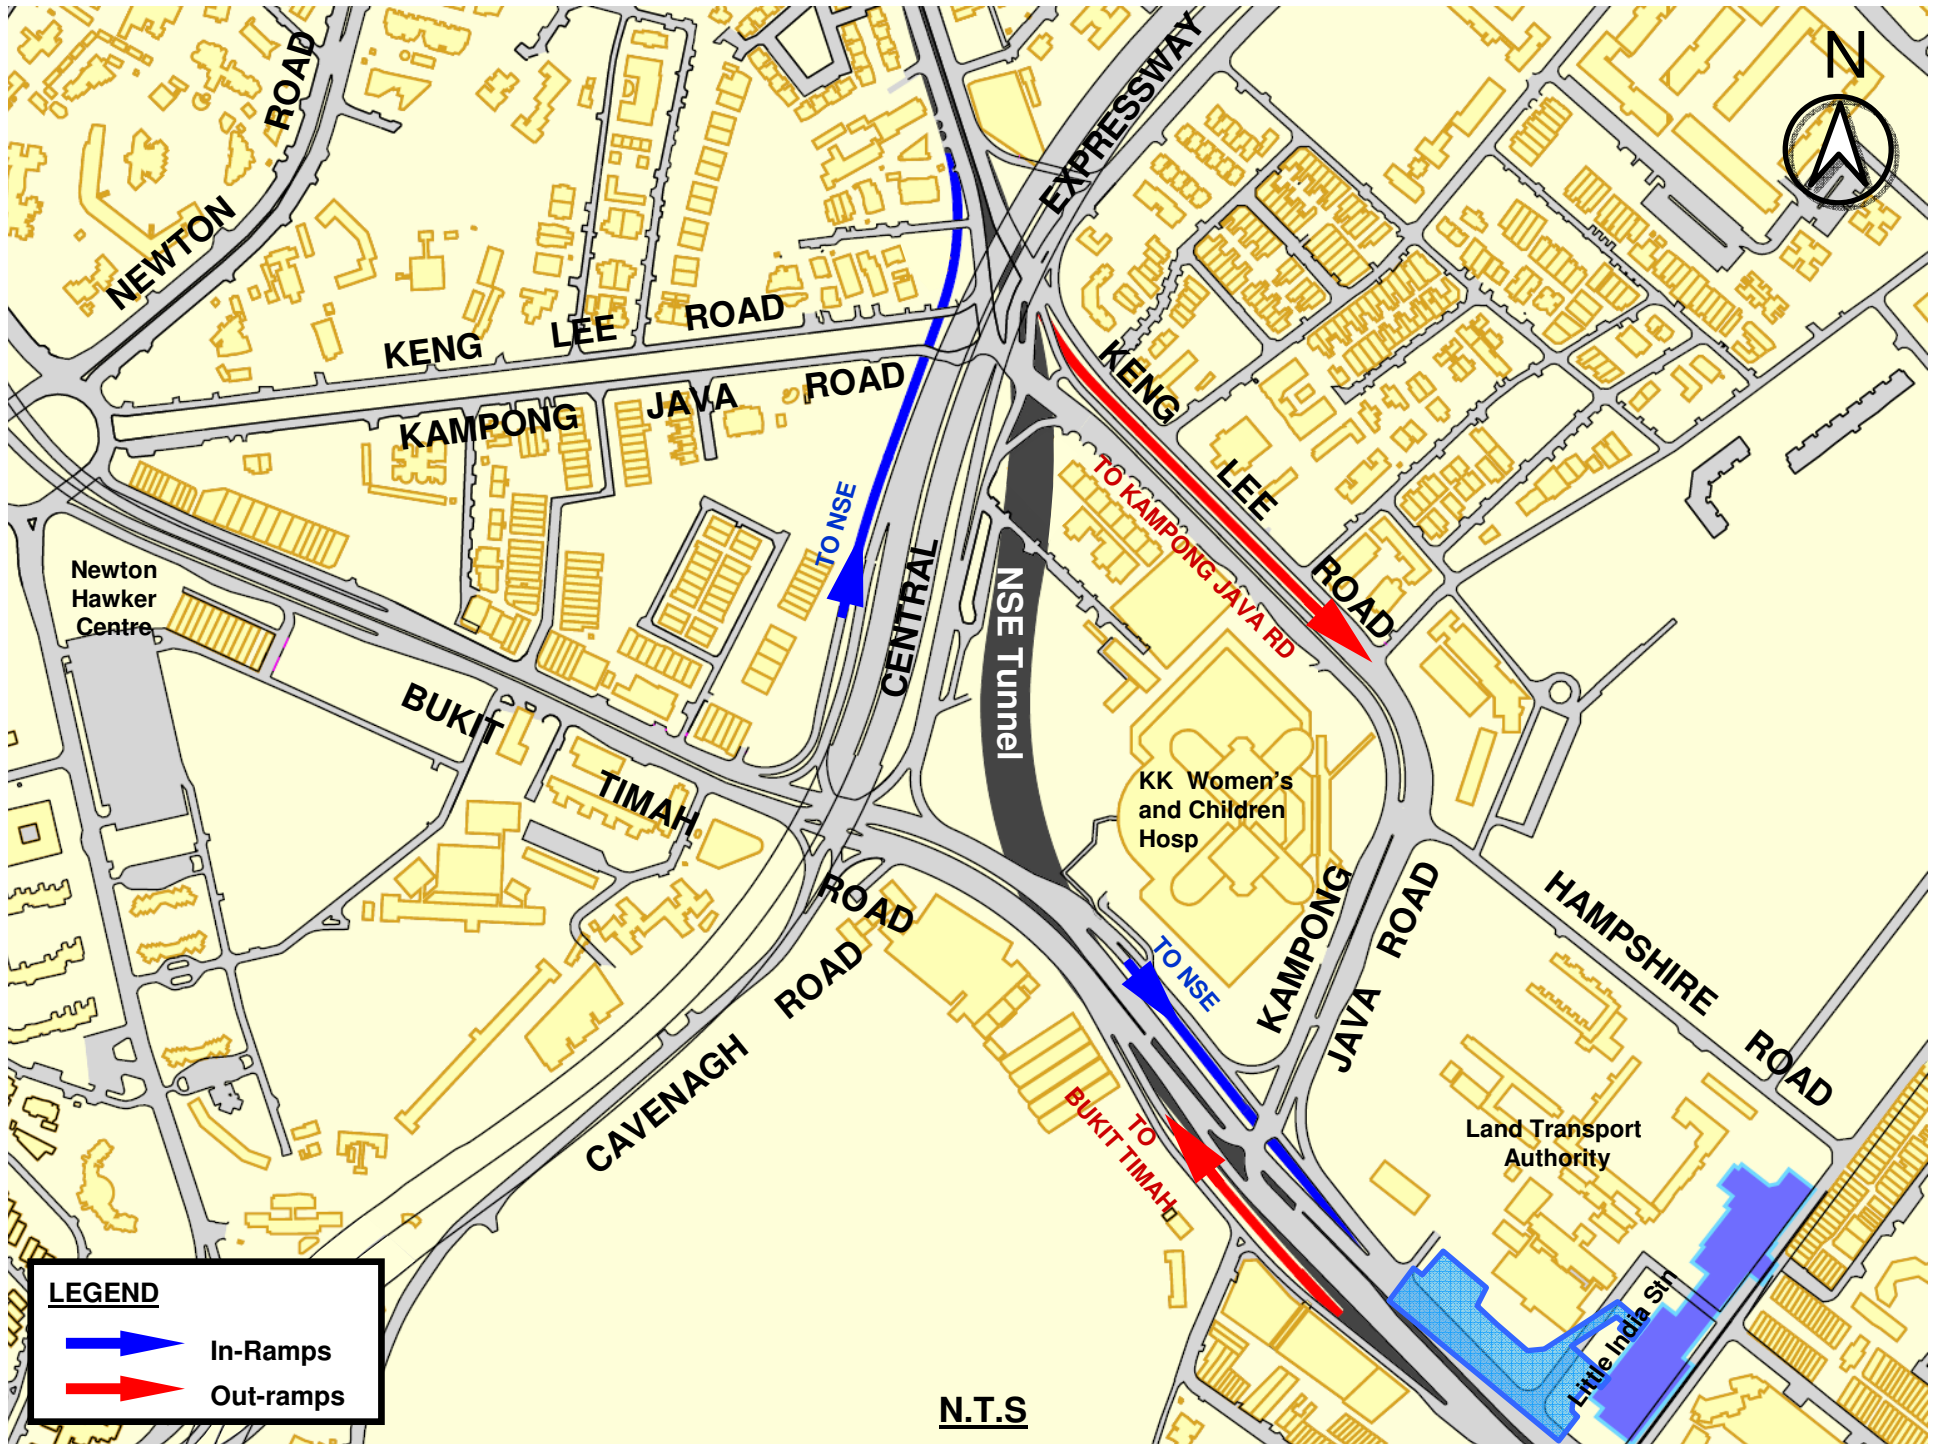 N
NEWTON ROAD
EXPRESSWAY
KENG LEE ROAD
KAMPONG JAVA ROAD
KENG LEE ROAD
TO NSE
TO KAMPONG JAVA RD
CENTRAL
NSE Tunnel
Newton
Hawker
Centre
BUKIT TIMAH ROAD
KK Women's
and Children
Hosp
KAMPONG
JAVA ROAD
HAMPSHIRE ROAD
TO NSE
CAVENAGH ROAD
TO
BUKIT TIMAH
Land Transport
Authority
Little India Stn
LEGEND
In-Ramps
Out-ramps
N.T.S